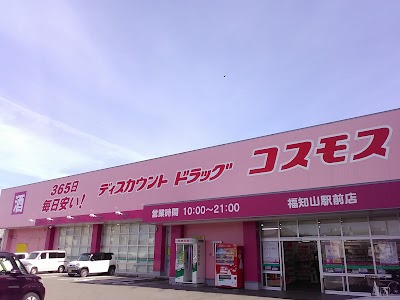 酒
365日
毎日安い!
ディスカウント ドラッグ コスモス
営業時間 10:00~21:00
福知山駅前店